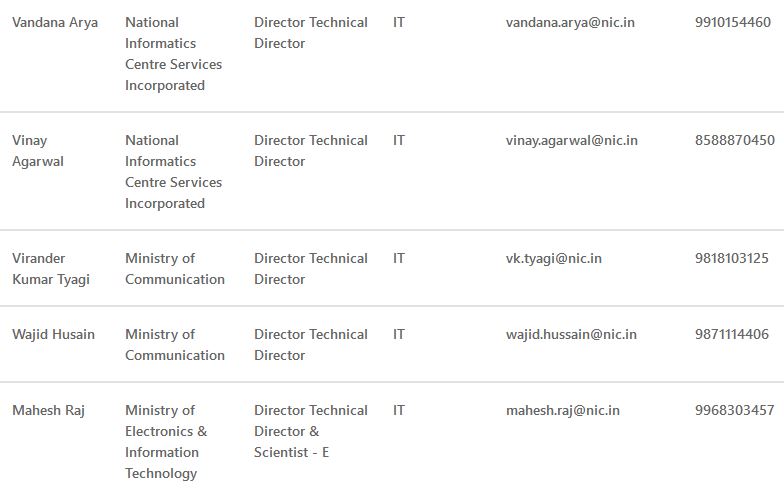 Vandana Arya National Director Technical IT vandana.arya@nic.in 9910154460
Informatics Director
Centre Services
Incorporated
Vinay National Director Technical IT vinay.agarwal@nic.in 8588870450
Agarwal Informatics Director
Centre Services
Incorporated
Virander Ministry of Director Technical IT vk.tyagi@nic.in 9818103125
Kumar Tyagi Communication Director
Wajid Husain Ministry of Director Technical IT wajid.hussain@nic.in 9871114406
Communication Director
Mahesh Raj Ministry of Director Technical IT mahesh.raj@nic.in 9968303457
Electronics & Director &
Information Scientist - E
Technology